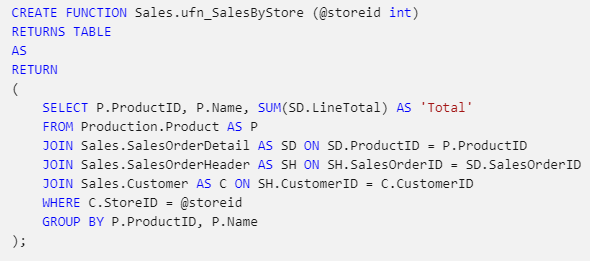 CREATE FUNCTION Sales.ufn_SalesByStore (@storeid int)
RETURNS TABLE
AS
RETURN
(
    SELECT P.ProductID, P.Name, SUM(SD.LineTotal) AS 'Total'
    FROM Production.Product AS P
    JOIN Sales.SalesOrderDetail AS SD ON SD.ProductID = P.ProductID
    JOIN Sales.SalesOrderHeader AS SH ON SH.SalesOrderID = SD.SalesOrderID
    JOIN Sales.Customer AS C ON SH.CustomerID = C.CustomerID
    WHERE C.StoreID = @storeid
    GROUP BY P.ProductID, P.Name
);